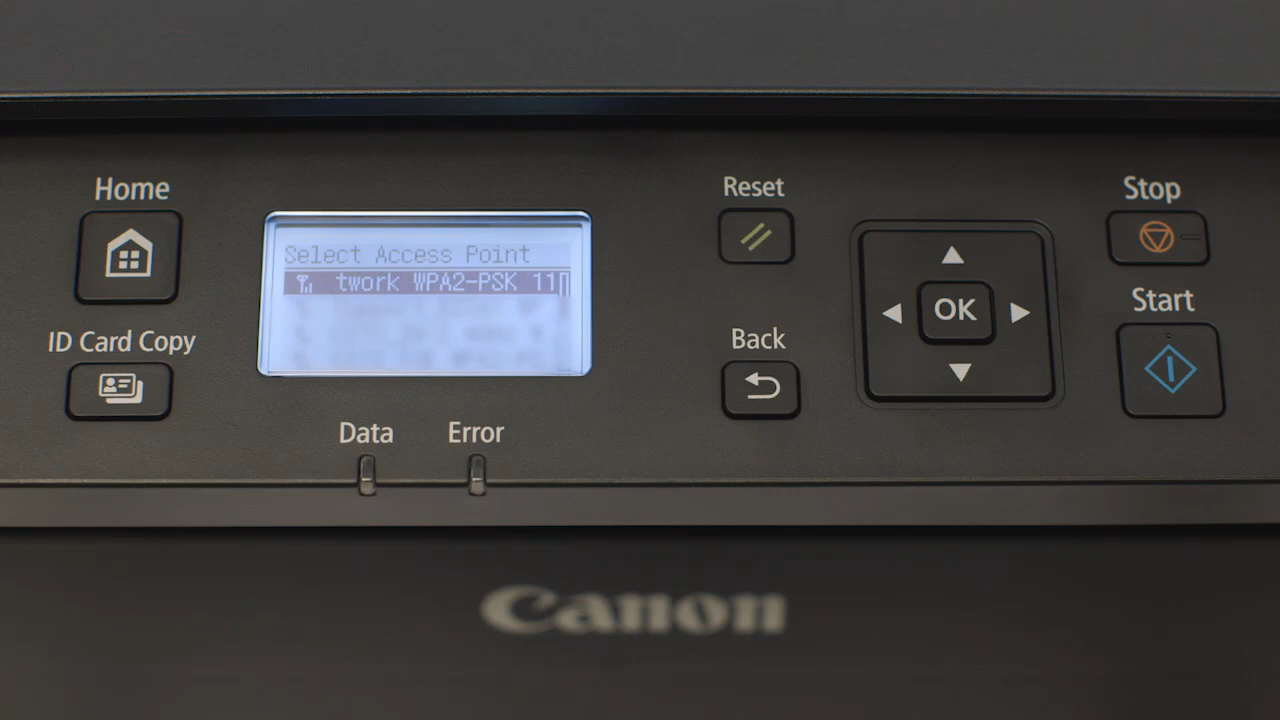 Home
ID Card Copy
Select Access Point
twork WPA2-PSK 11
Data
Error
Reset
Back
OK
Stop
Start
Canon